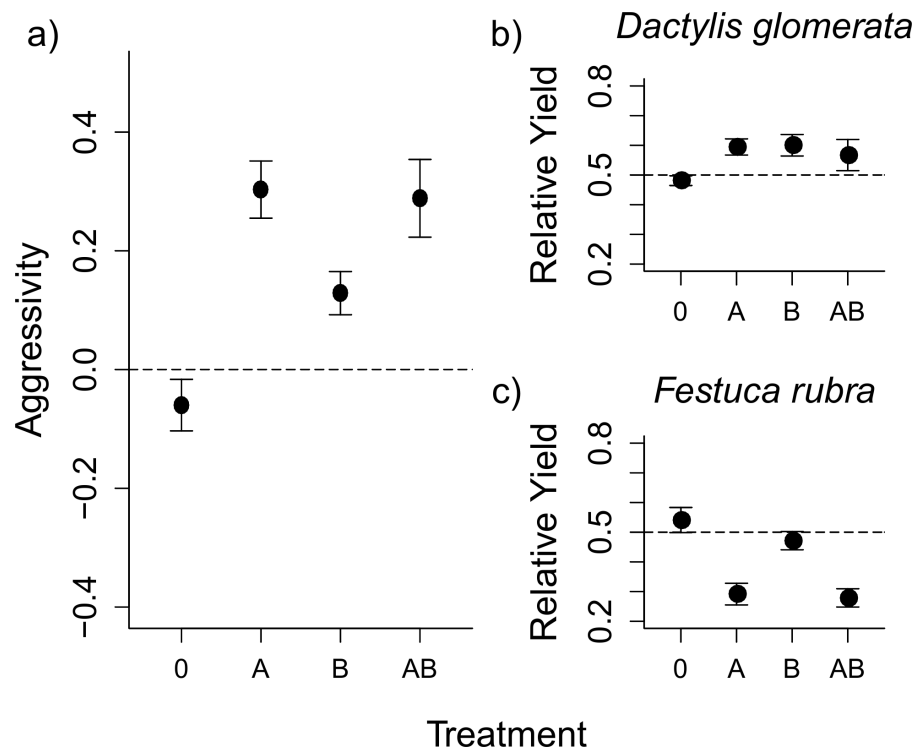 a)
Aggressivity
0.4
0.2
0.0
−0.2
−0.4
0 A B AB
b)
Dactylis glomerata
Relative Yield
0.8
0.5
0.2
0 A B AB
c)
Festuca rubra
Relative Yield
0.8
0.5
0.2
0 A B AB
Treatment